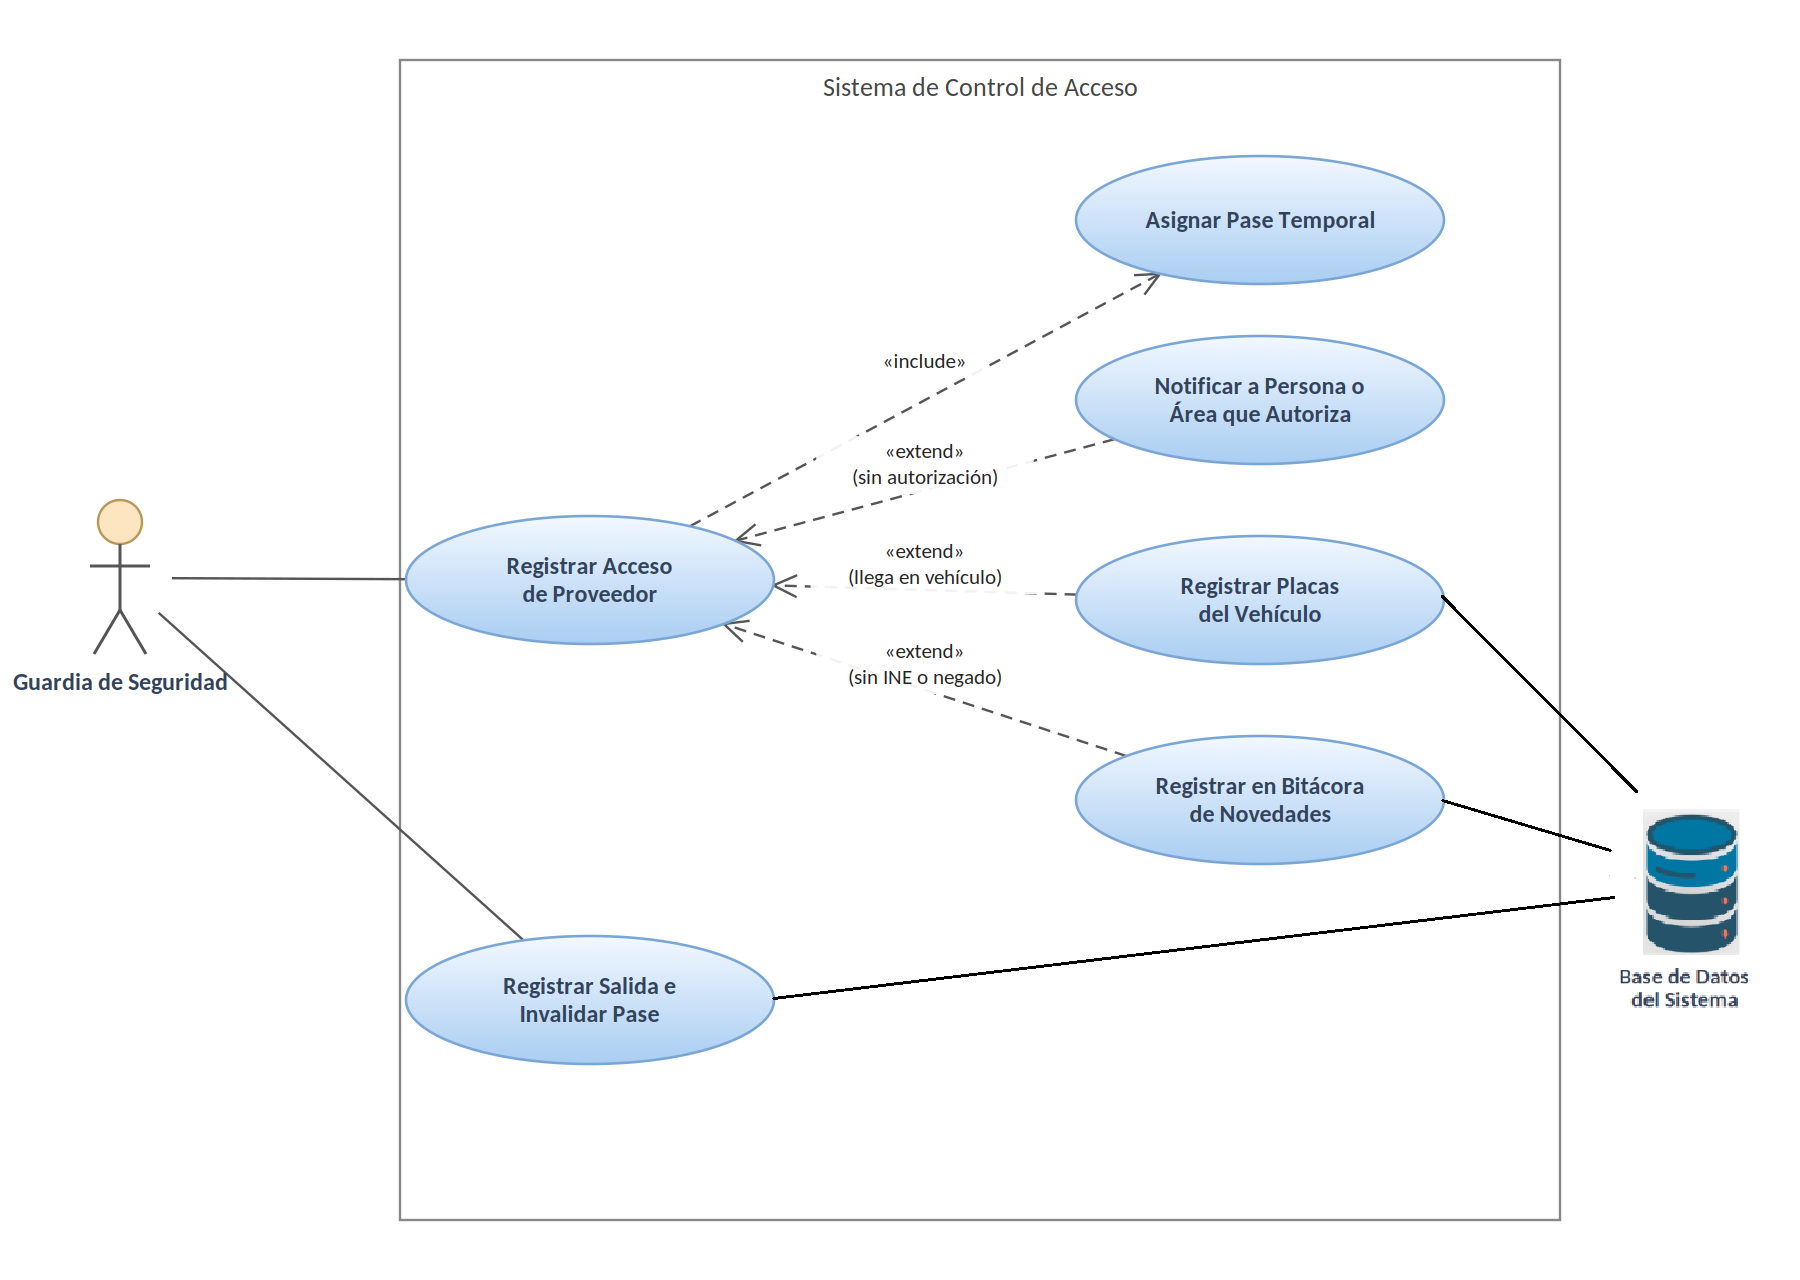 Sistema de Control de Acceso
Asignar Pase Temporal
«include»
Notificar a Persona o
Área que Autoriza
«extend»
(sin autorización)
Registrar Acceso
de Proveedor
«extend»
(llega en vehículo)
Registrar Placas
del Vehículo
Guardia de Seguridad
«extend»
(sin INE o negado)
Registrar en Bitácora
de Novedades
Registrar Salida e
Invalidar Pase
Base de Datos
del Sistema